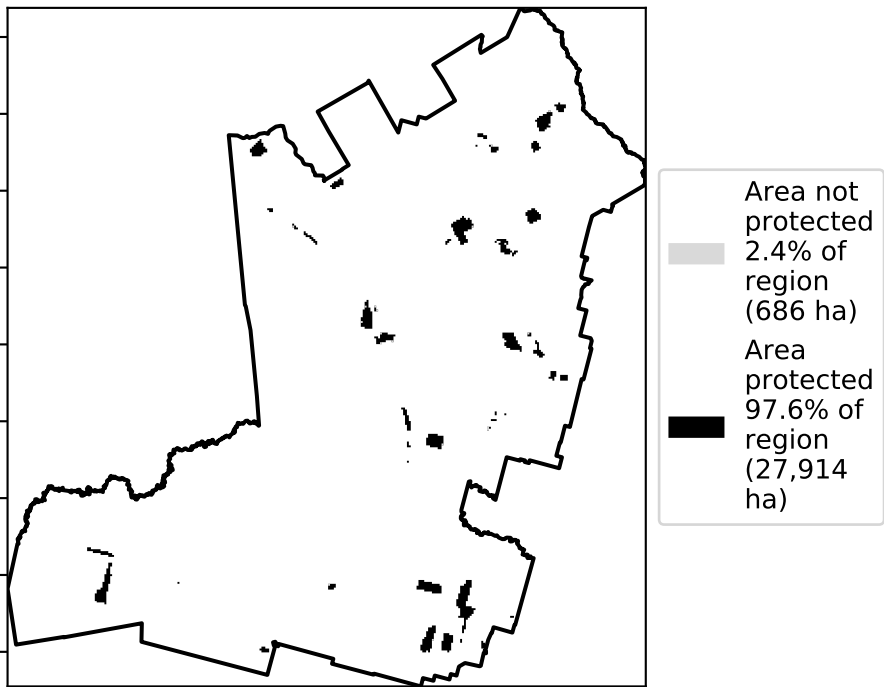 Area not
protected
2.4% of
region
(686 ha)
Area
protected
97.6% of
region
(27,914
ha)